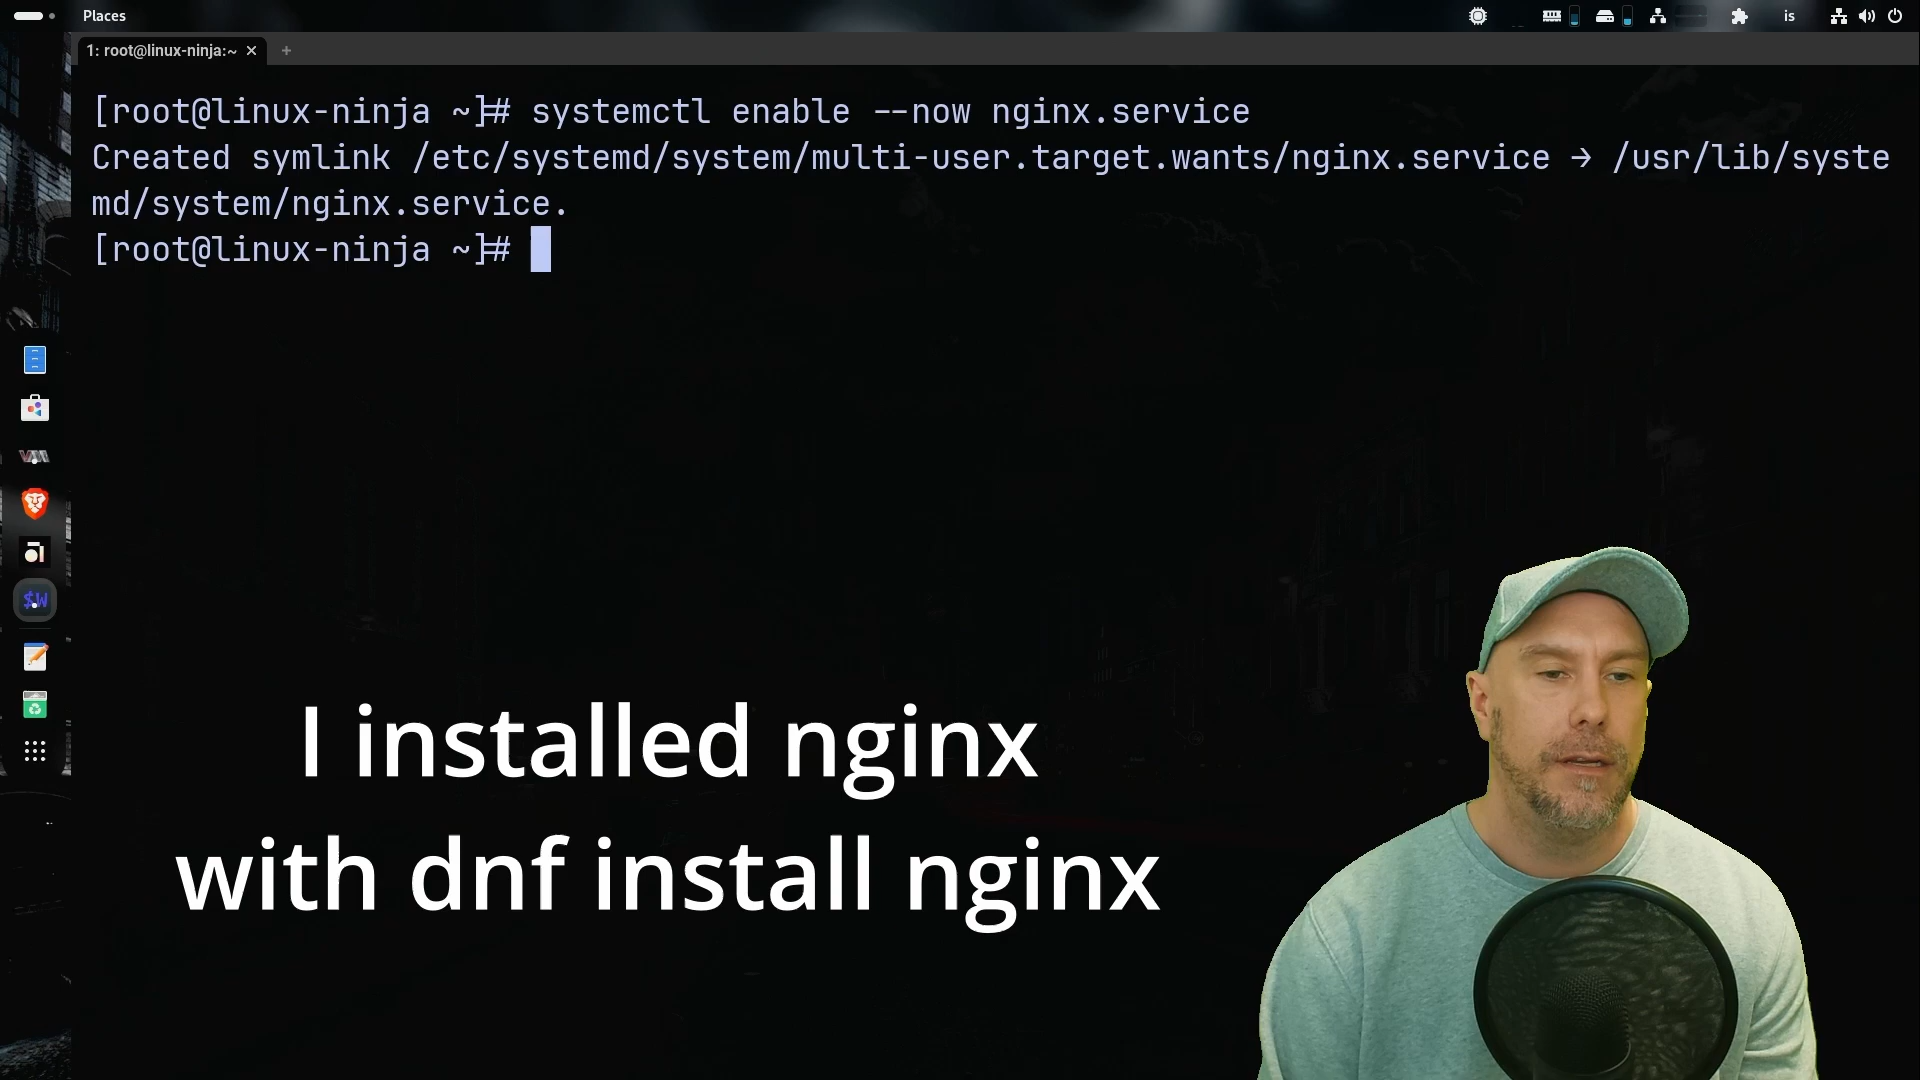 Places
is
1: root@linux-ninja:~
[root@linux-ninja ~]# systemctl enable --now nginx.service
Created symlink /etc/systemd/system/multi-user.target.wants/nginx.service → /usr/lib/syste
md/system/nginx.service.
[root@linux-ninja ~]#
$W
I installed nginx
with dnf install nginx